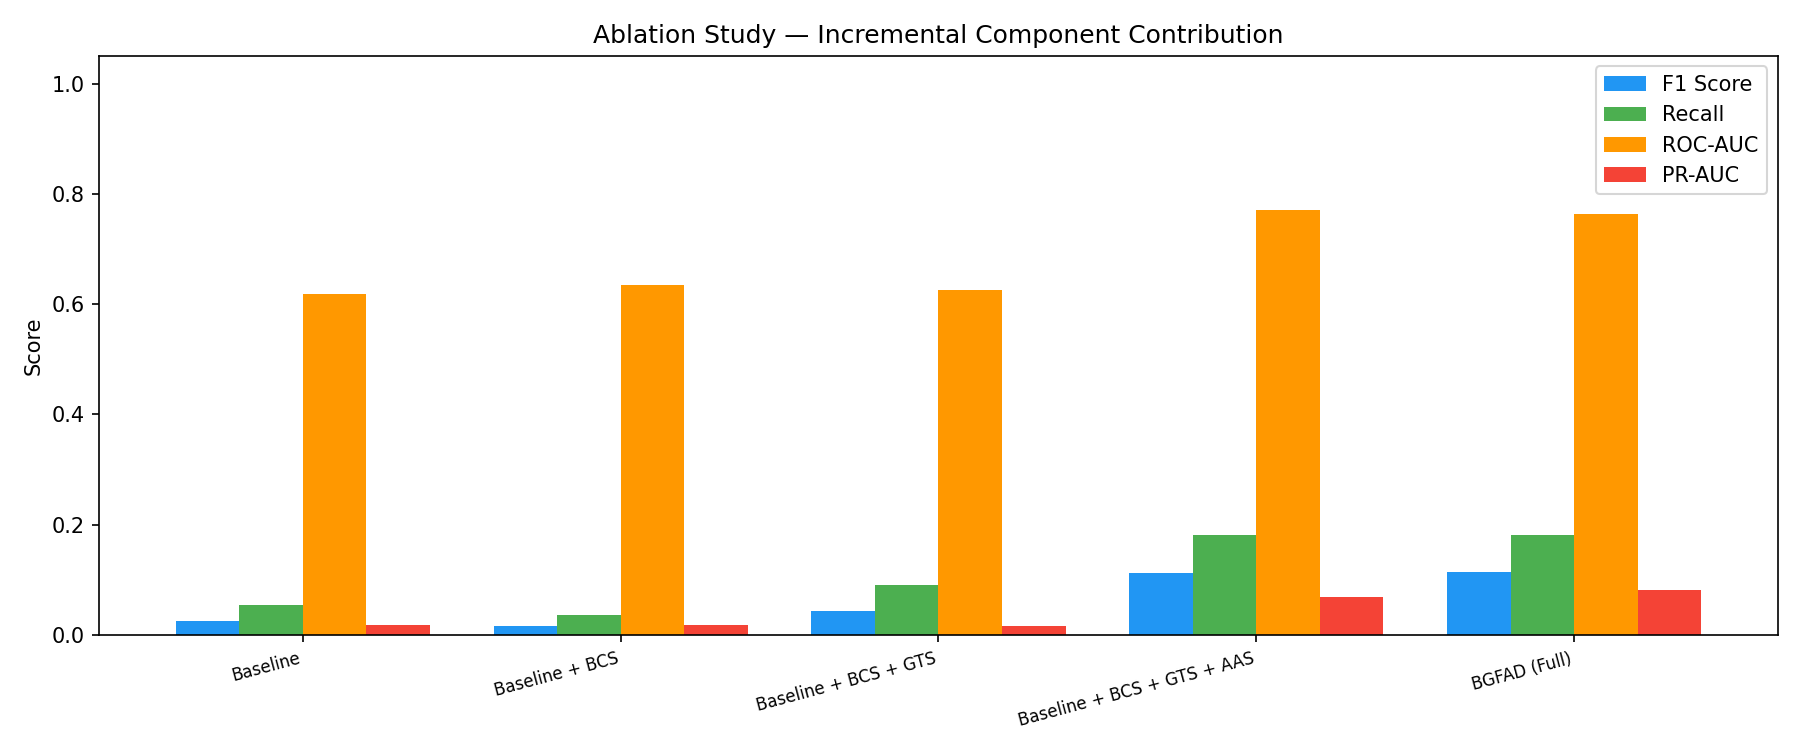 Ablation Study — Incremental Component Contribution
1.0
0.8
0.6
0.4
0.2
0.0
Score
F1 Score
Recall
ROC-AUC
PR-AUC
Baseline
Baseline + BCS
Baseline + BCS + GTS
Baseline + BCS + GTS + AAS
BGFAD (Full)